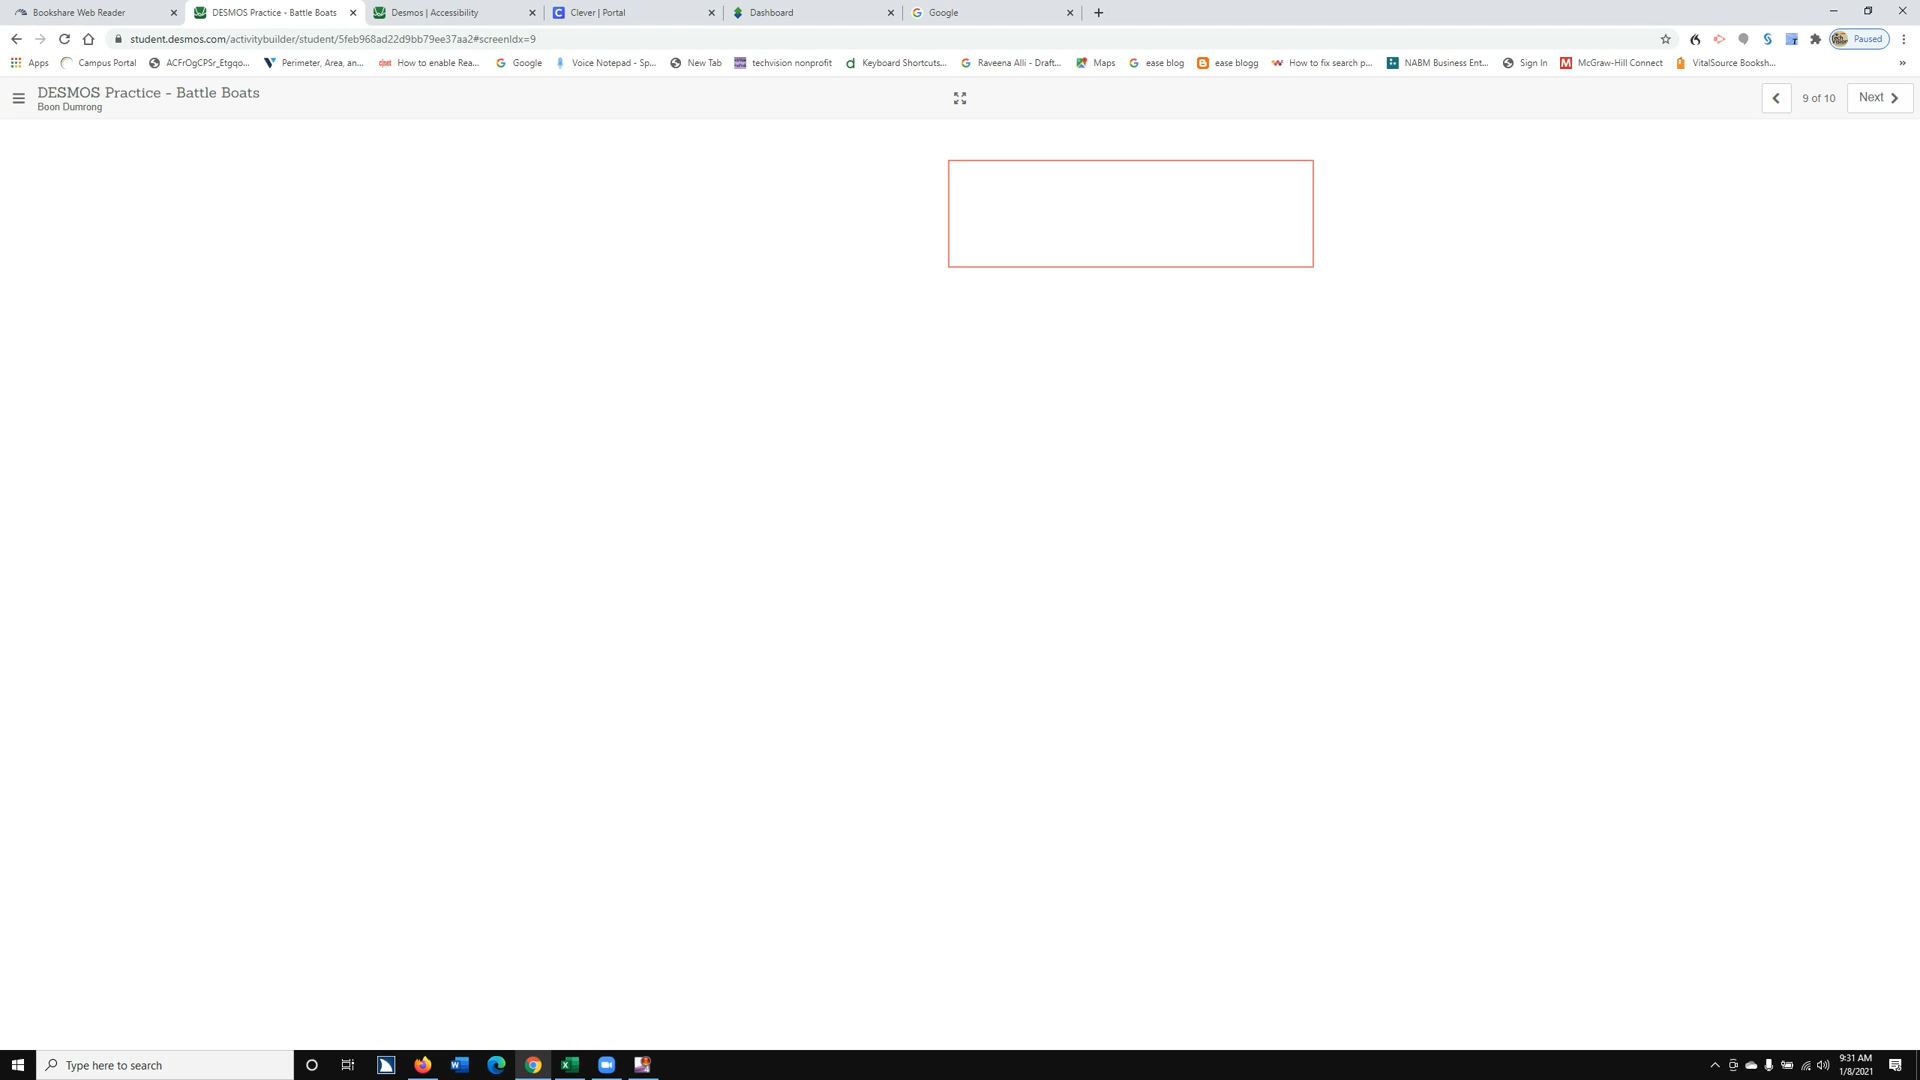 Bookshare Web Reader
DESMOS Practice - Battle Boats
Desmos | Accessibility
Clever | Portal
Dashboard
Google
student.desmos.com/activitybuilder/student/5feb968ad22d9bb79ee37aa2#screenIdx=9
Paused
Apps
Campus Portal
ACFrOgCPSr_Etgqo...
Perimeter, Area, an...
How to enable Rea...
Google
Voice Notepad - Sp...
New Tab
techvision nonprofit
Keyboard Shortcuts...
Raveena Alli - Draft...
Maps
ease blog
ease blogg
How to fix search p...
NABM Business Ent...
Sign In
McGraw-Hill Connect
VitalSource Booksh...
DESMOS Practice - Battle Boats
Boon Dumrong
9 of 10
Next
Type here to search
9:31 AM
1/8/2021